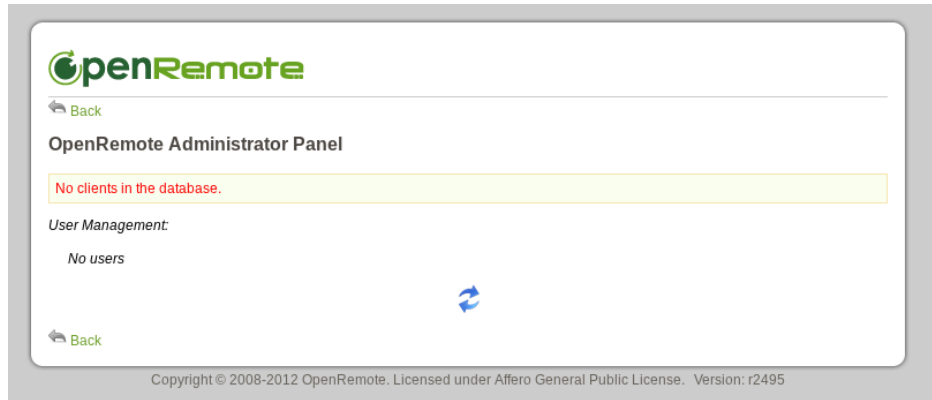 OpenRemote
Back
OpenRemote Administrator Panel
No clients in the database.
User Management:
No users
Back
Copyright © 2008-2012 OpenRemote. Licensed under Affero General Public License. Version: r2495